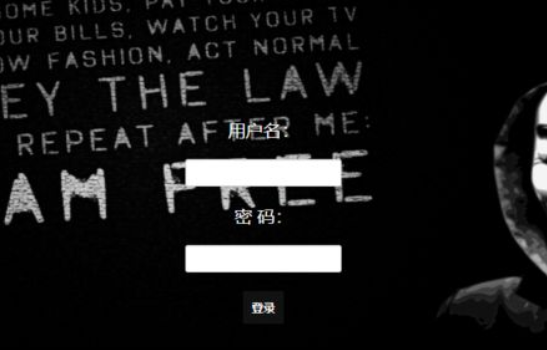 SOME KIDS, PAY YOUR
OUR BILLS, WATCH YOUR TV
OW FASHION, ACT NORMAL
EY THE LAW
REPEAT AFTER ME:
AM FREE
用户名:
密 码:
登录